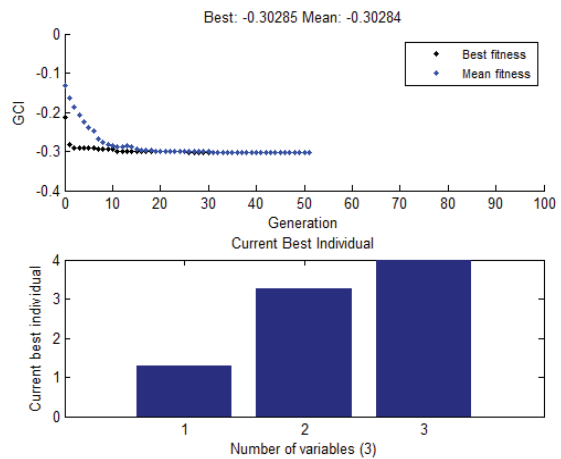 Best: -0.30285 Mean: -0.30284
0
-0.1
-0.2
-0.3
-0.4
GCI
Best fitness
Mean fitness
0 10 20 30 40 50 60 70 80 90 100
Generation
Current Best Individual
4
3
2
1
0
Current best individual
1 2 3
Number of variables (3)